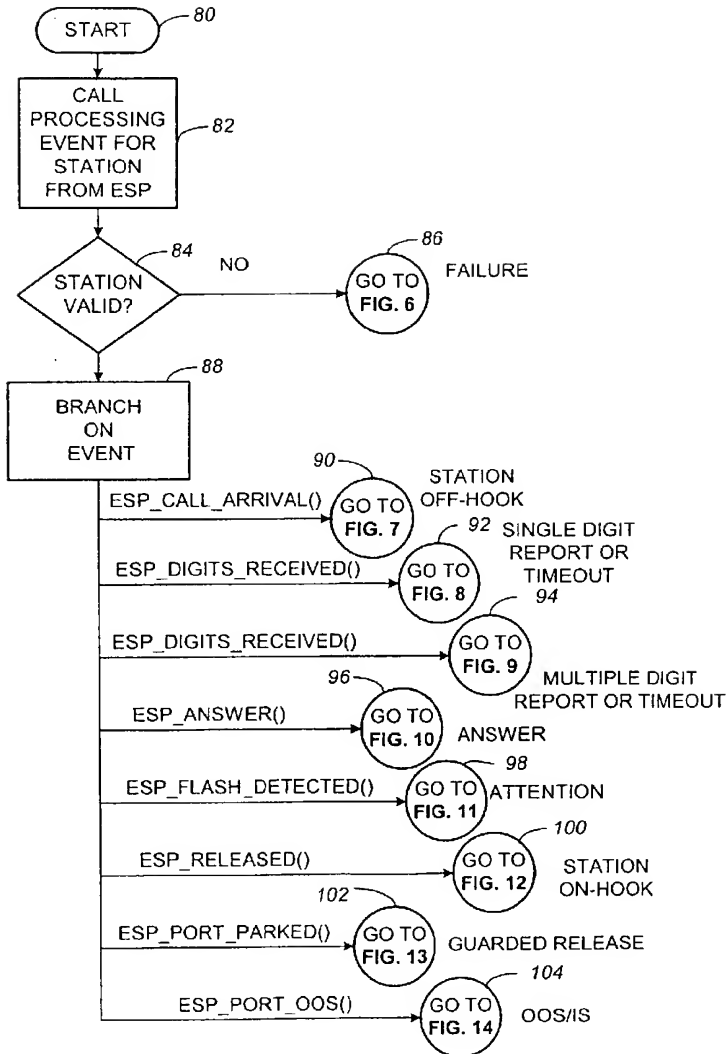 START
80
CALL
PROCESSING
EVENT FOR
STATION
FROM ESP
82
84
STATION
VALID?
NO
86
GO TO
FIG. 6
FAILURE
88
BRANCH
ON
EVENT
90
ESP_CALL_ARRIVAL()
GO TO
FIG. 7
STATION
OFF-HOOK
92
ESP_DIGITS_RECEIVED()
GO TO
FIG. 8
SINGLE DIGIT
REPORT OR
TIMEOUT
94
ESP_DIGITS_RECEIVED()
GO TO
FIG. 9
MULTIPLE DIGIT
REPORT OR TIMEOUT
96
ESP_ANSWER()
GO TO
FIG. 10
ANSWER
98
ESP_FLASH_DETECTED()
GO TO
FIG. 11
ATTENTION
100
ESP_RELEASED()
GO TO
FIG. 12
STATION
ON-HOOK
102
ESP_PORT_PARKED()
GO TO
FIG. 13
GUARDED RELEASE
104
ESP_PORT_OOS()
GO TO
FIG. 14
OOS/IS